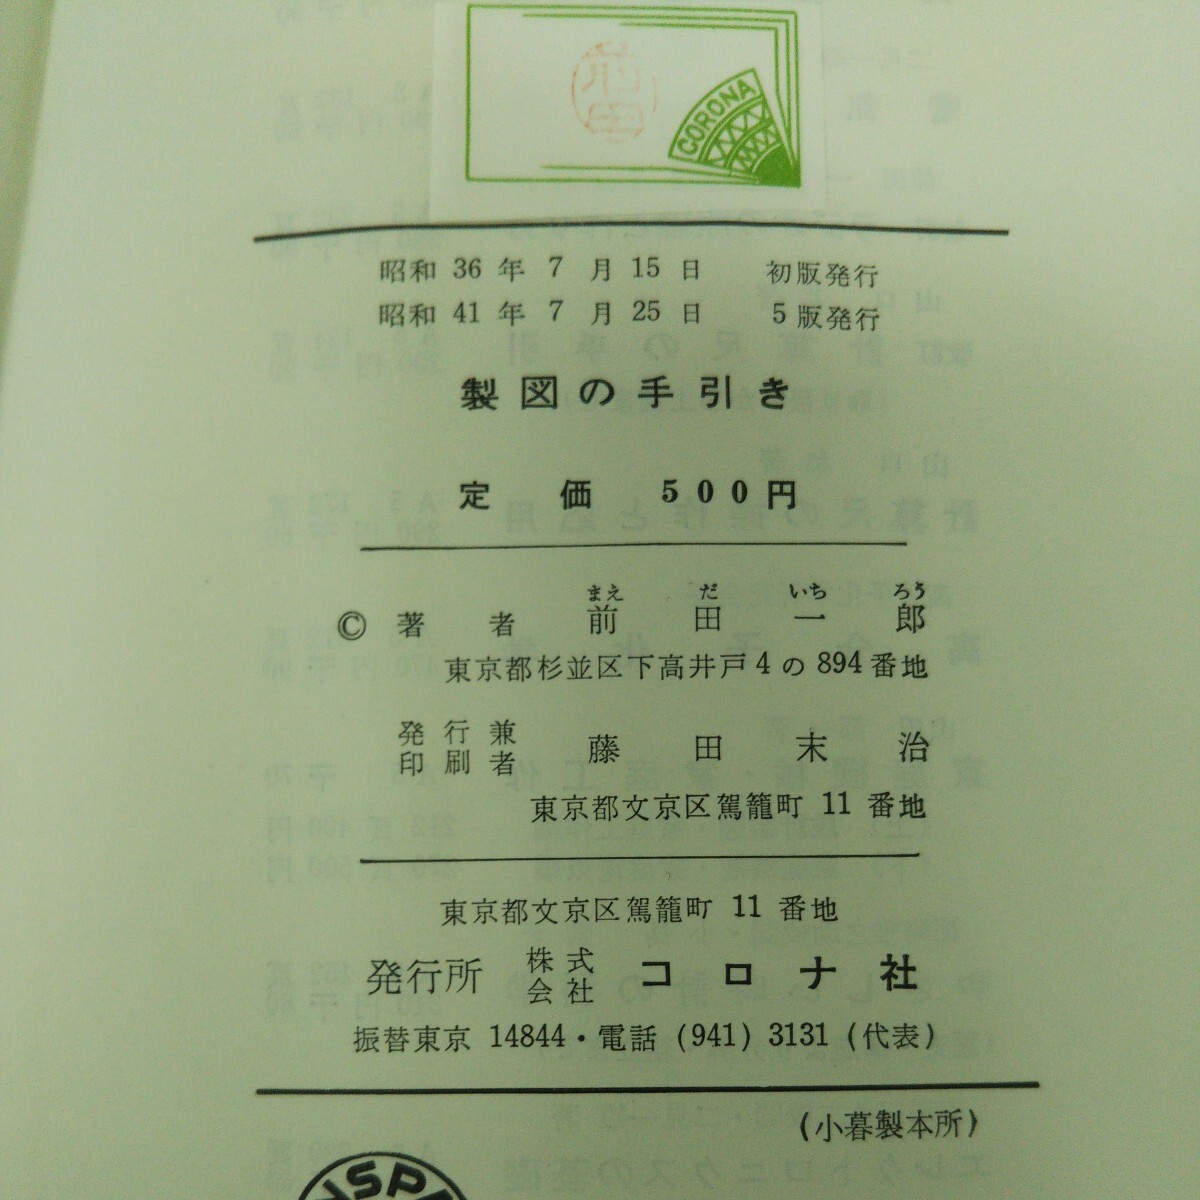 前田
CORONA
昭和 36 年 7 月 15 日 初版発行
昭和 41 年 7 月 25 日 5 版発行
製図の手引き
定価 500円
まえ だ いち ろう
© 著者 前田一郎
東京都杉並区下高井戸4の894番地
発行兼
印刷者 藤田末治
東京都文京区駕籠町 11 番地
東京都文京区駕籠町 11 番地
発行所 株式会社 コロナ社
振替東京 14844・電話 (941) 3131 (代表)
(小暮製本所)